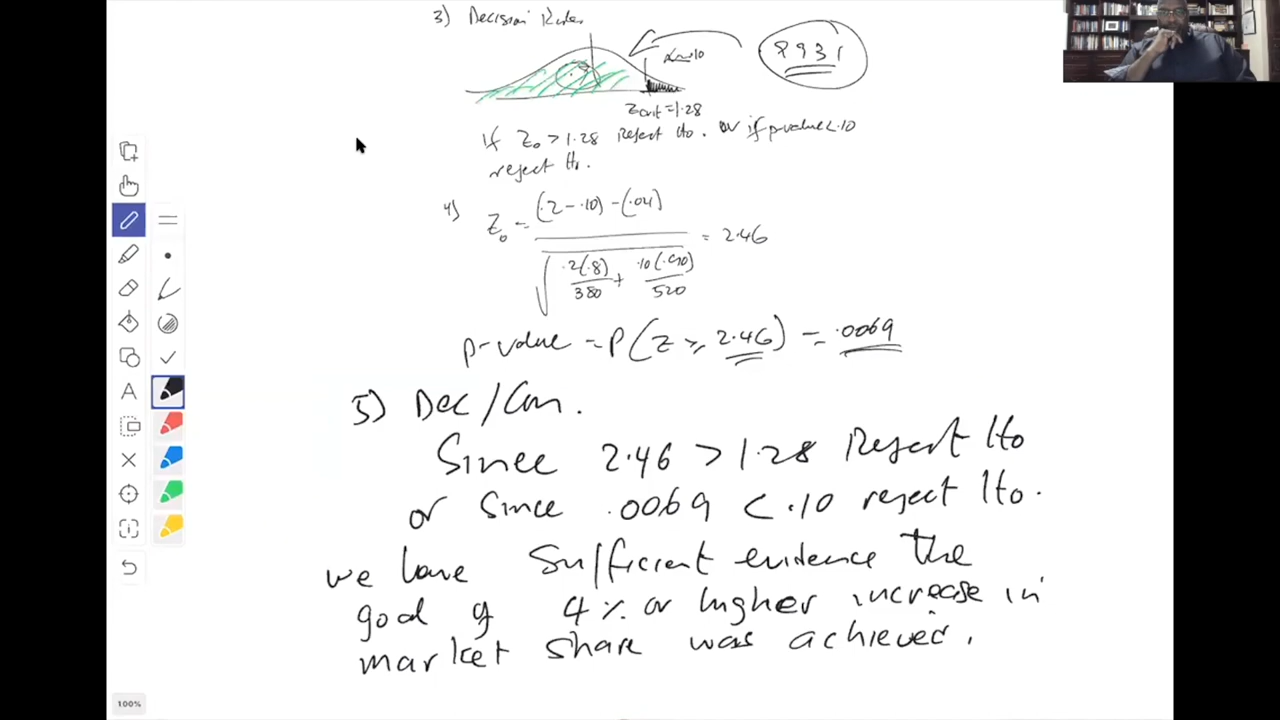 3) Decision Rules
α=.10
.9931
Zcrit = 1.28
If Z₀ > 1.28 Reject Ho. or if p-value < .10
reject Ho.
4) Z₀ = (.2 - .10) - (.04) / √(.2(.8)/380 + .10(.90)/520) = 2.46
p-value = P(Z ≥ 2.46) = .0069
5) Dec/Con.
Since 2.46 > 1.28 Reject Ho
or since .0069 < .10 reject Ho.
we have sufficient evidence the
goal of 4% or higher increase in
market share was achieved.
100%